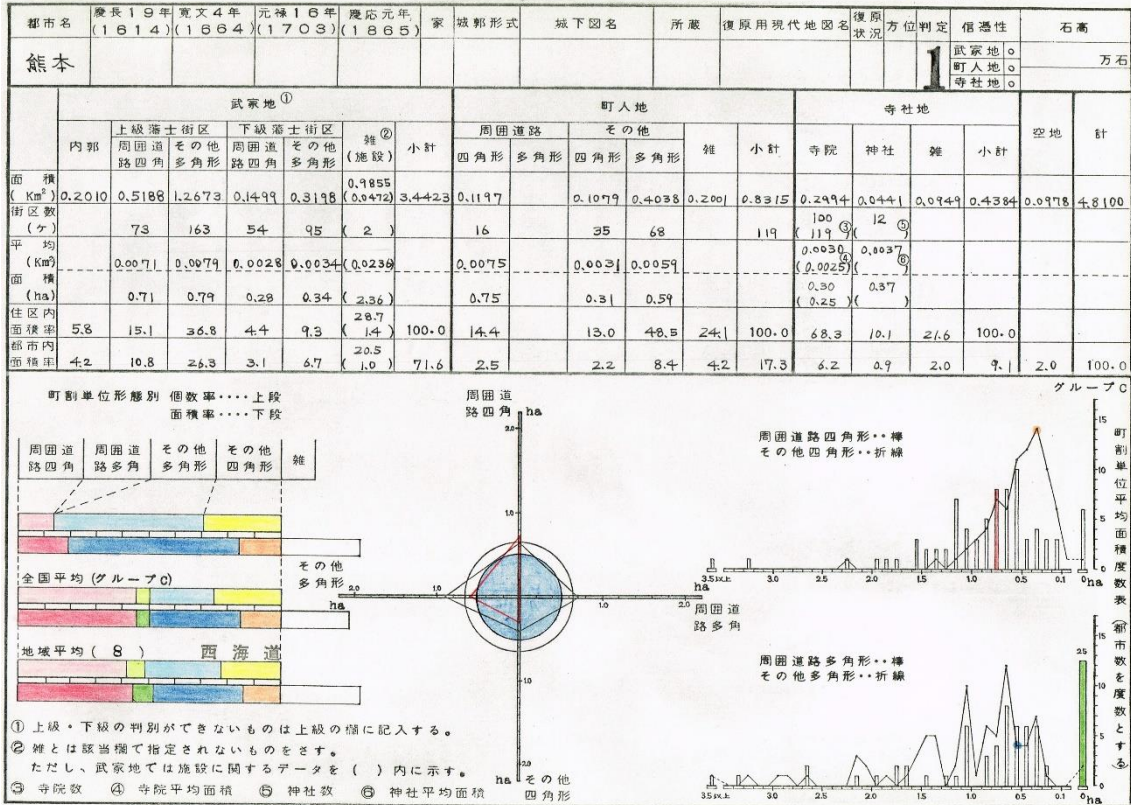 都市名 慶長19年(1614) 寛文4年(1664) 元禄16年(1703) 慶応元年(1865) 家 城郭形式 城下図名 所蔵 復原用現代地図名 復原状況 方位判定 信憑性 石高
熊本 1 武家地 ○ 町人地 ○ 寺社地 ○ 万石
武家地① 町人地 寺社地 空地 計
内郭 上級藩士街区 下級藩士街区 雑②(施設) 小計 周囲道路 その他 雑 小計 寺院 神社 雑 小計
周囲道路四角 その他多角形 周囲道路四角 その他多角形 四角形 多角形 四角形 多角形
面積(Km²) 0.2010 0.5188 1.2673 0.1499 0.3198 0.9855 (0.0472) 3.4423 0.1197 0.1079 0.4038 0.2001 0.8315 0.2994 0.0441 0.0949 0.4384 0.0978 4.8100
街区数(ヶ) 73 163 54 95 (2) 16 35 68 119 100 (119③) 12 ( ⑤)
平均(Km²) 0.0071 0.0079 0.0028 0.0034 (0.0236) 0.0075 0.0031 0.0059 0.0030 ④ (0.0025) 0.0037 ( ⑥)
面積(ha) 0.71 0.79 0.28 0.34 (2.36) 0.75 0.31 0.59 0.30 (0.25) 0.37 ( )
住区内面積率 5.8 15.1 36.8 4.4 9.3 28.7 (1.4) 100.0 14.4 13.0 48.5 24.1 100.0 68.3 10.1 21.6 100.0
都市内面積率 4.2 10.8 26.3 3.1 6.7 20.5 (1.0) 71.6 2.5 2.2 8.4 4.2 17.3 6.2 0.9 2.0 9.1 2.0 100.0
町割単位形態別 個数率‥‥上段
面積率‥‥下段
周囲道路四角 周囲道路多角 その他多角形 その他四角形 雑
全国平均(グループC)
地域平均( 8 ) 西海道
周囲道路四角 ha
2.0
1.0
その他多角形 ha 2.0 1.0 1.0 2.0 ha
周囲道路多角
1.0
2.0
ha その他四角形
グループC
周囲道路四角形‥棒
その他四角形‥折線
15
10
5
0
3.5以上 3.0 2.5 2.0 1.5 1.0 0.5 0.1 0 ha
周囲道路多角形‥棒
その他多角形‥折線
25
15
10
5
0
3.5以上 3.0 2.5 2.0 1.5 1.0 0.5 0.1 0 ha
町割単位平均面積度数表(都市数を度数とする)
① 上級・下級の判別ができないものは上級の欄に記入する。
② 雑とは該当欄で指定されないものをさす。
ただし、武家地では施設に関するデータを( )内に示す。
③ 寺院数 ④ 寺院平均面積 ⑤ 神社数 ⑥ 神社平均面積